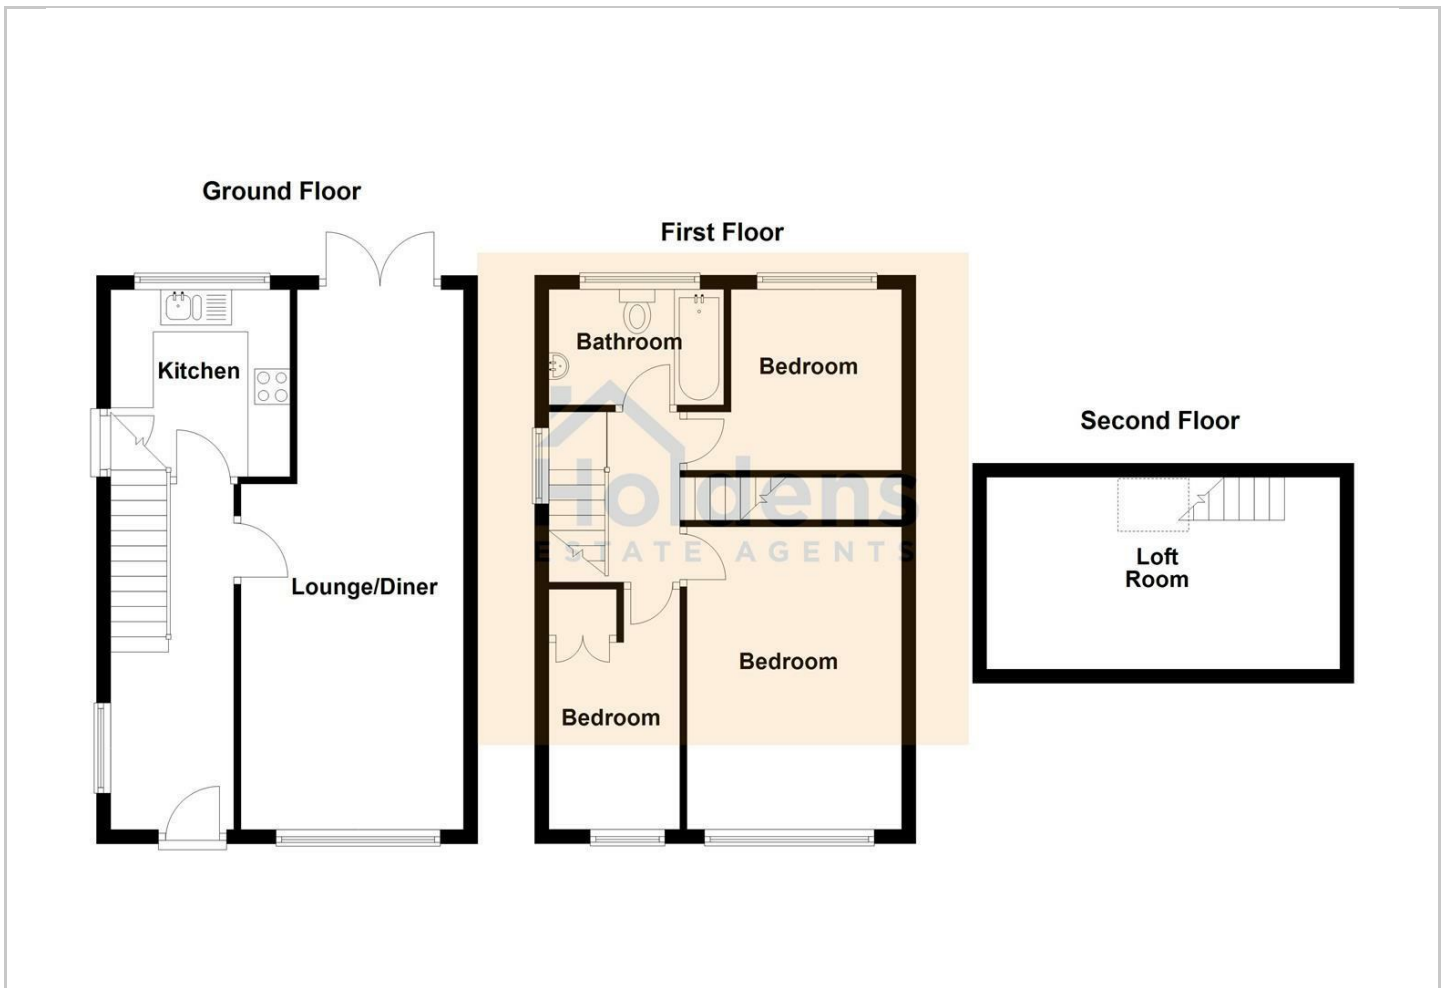 Ground Floor
Kitchen
Lounge/Diner
First Floor
Bathroom
Bedroom
Bedroom
Bedroom
Holdens
ESTATE AGENTS
Second Floor
Loft
Room